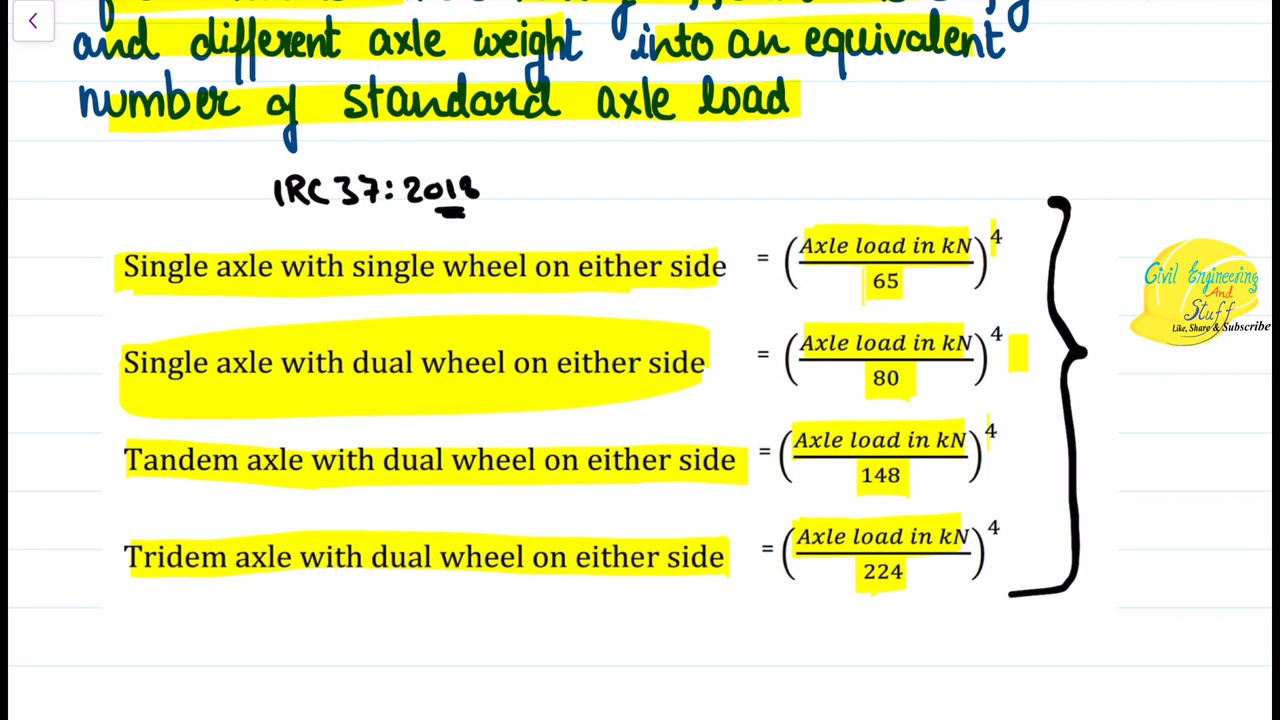 and different axle weight into an equivalent
number of standard axle load
IRC 37: 2018
Single axle with single wheel on either side = (Axle load in kN / 65)^4
Single axle with dual wheel on either side = (Axle load in kN / 80)^4
Tandem axle with dual wheel on either side = (Axle load in kN / 148)^4
Tridem axle with dual wheel on either side = (Axle load in kN / 224)^4
Civil Engineering
And
Stuff
Like, Share & Subscribe